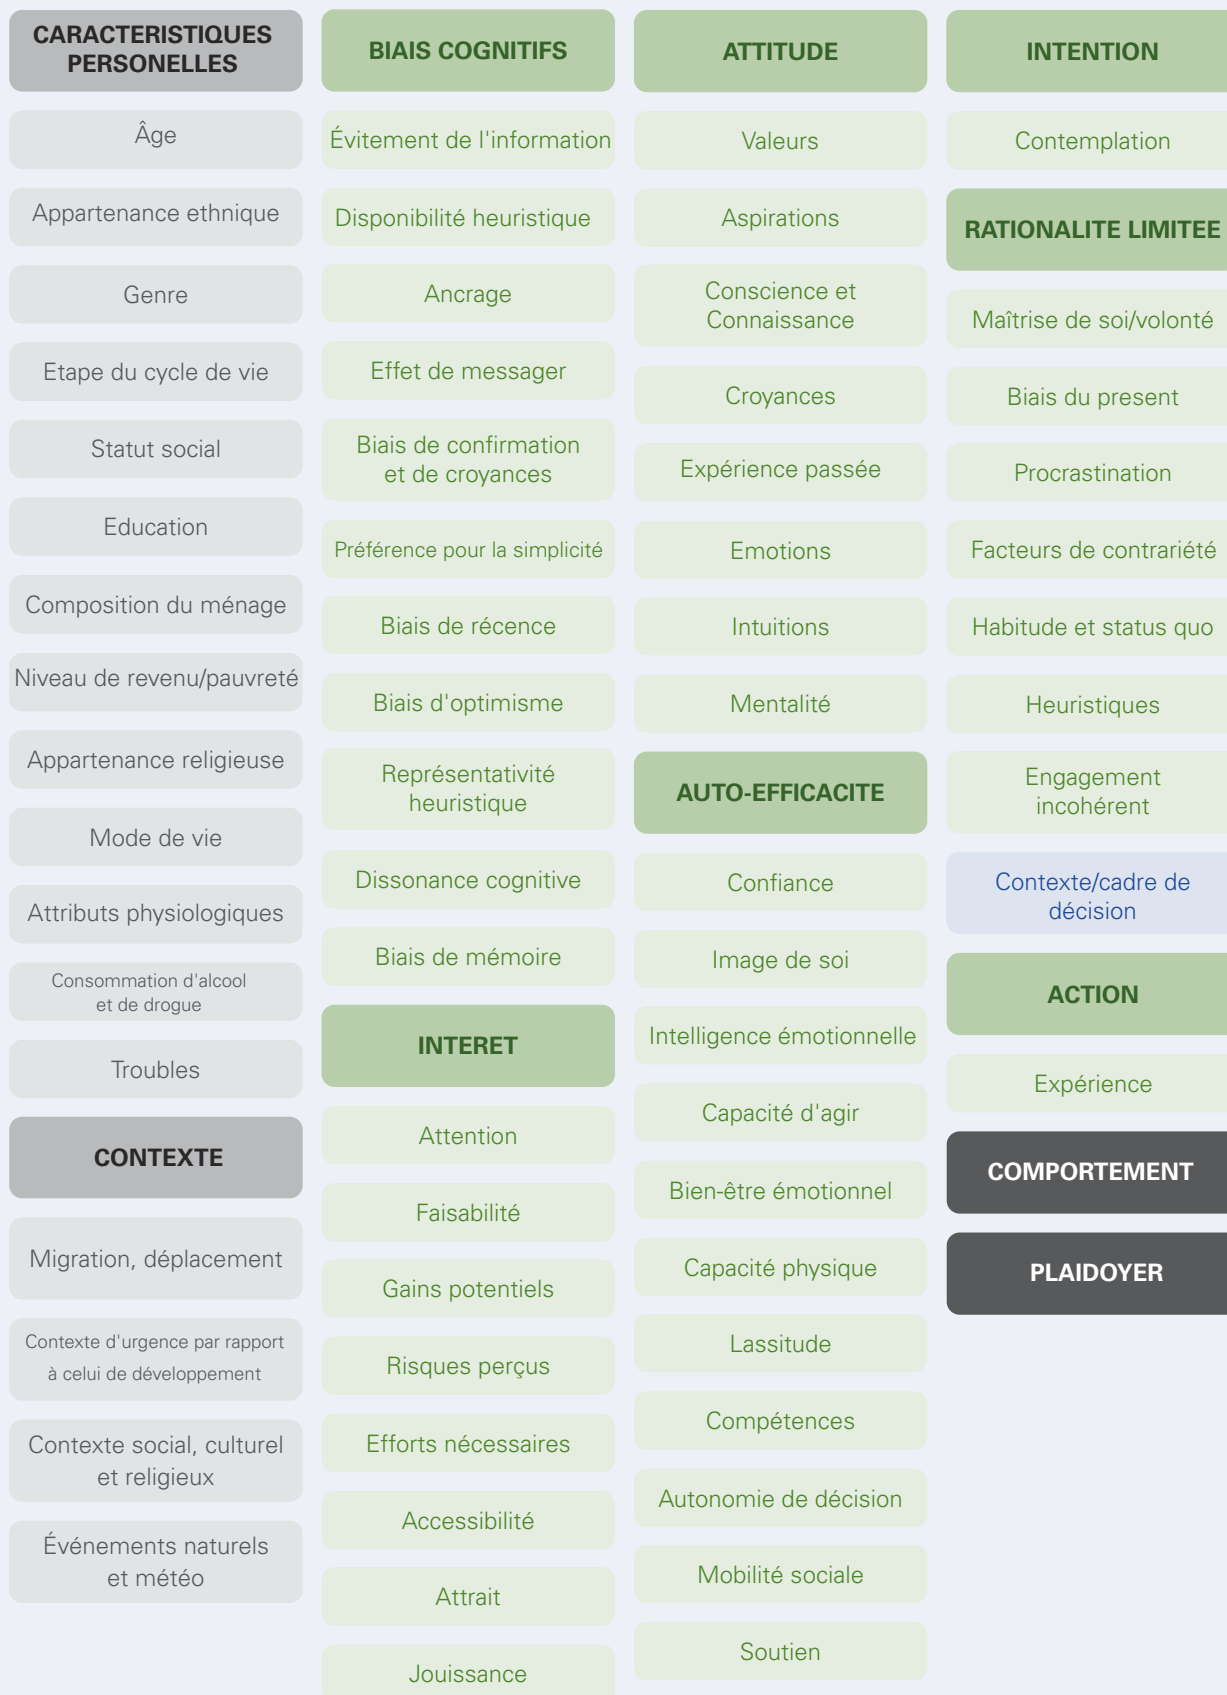 CARACTERISTIQUES
PERSONELLES
Âge
Appartenance ethnique
Genre
Etape du cycle de vie
Statut social
Education
Composition du ménage
Niveau de revenu/pauvreté
Appartenance religieuse
Mode de vie
Attributs physiologiques
Consommation d'alcool
et de drogue
Troubles
CONTEXTE
Migration, déplacement
Contexte d'urgence par rapport
à celui de développement
Contexte social, culturel
et religieux
Événements naturels
et météo
BIAIS COGNITIFS
Évitement de l'information
Disponibilité heuristique
Ancrage
Effet de messager
Biais de confirmation
et de croyances
Préférence pour la simplicité
Biais de récence
Biais d'optimisme
Représentativité
heuristique
Dissonance cognitive
Biais de mémoire
INTERET
Attention
Faisabilité
Gains potentiels
Risques perçus
Efforts nécessaires
Accessibilité
Attrait
Jouissance
ATTITUDE
Valeurs
Aspirations
Conscience et
Connaissance
Croyances
Expérience passée
Emotions
Intuitions
Mentalité
AUTO-EFFICACITE
Confiance
Image de soi
Intelligence émotionnelle
Capacité d'agir
Bien-être émotionnel
Capacité physique
Lassitude
Compétences
Autonomie de décision
Mobilité sociale
Soutien
INTENTION
Contemplation
RATIONALITE LIMITEE
Maîtrise de soi/volonté
Biais du present
Procrastination
Facteurs de contrariété
Habitude et status quo
Heuristiques
Engagement
incohérent
Contexte/cadre de
décision
ACTION
Expérience
COMPORTEMENT
PLAIDOYER